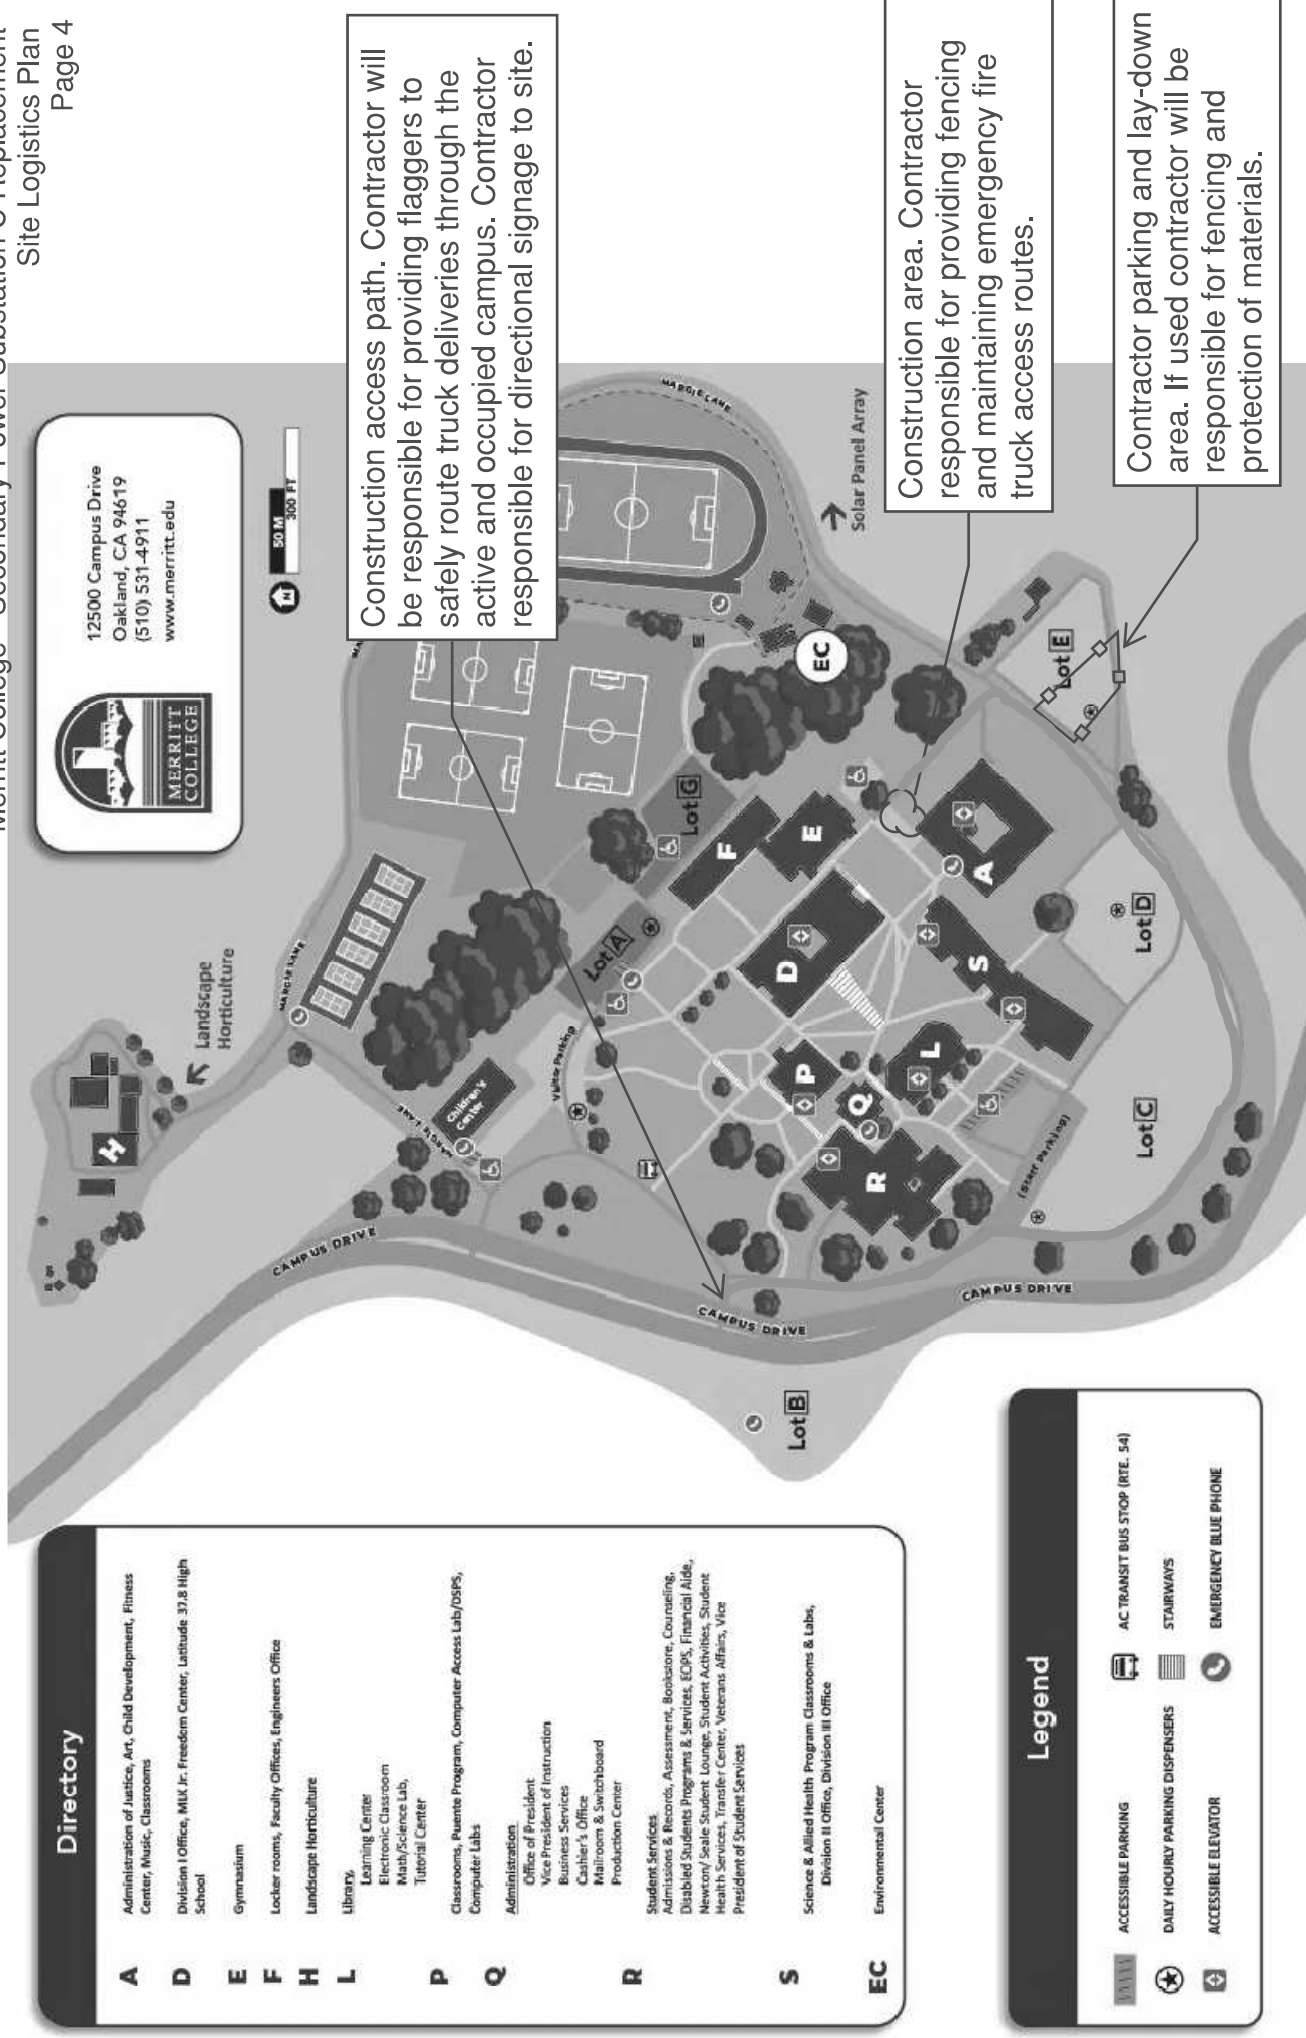 Merritt College - Secondary Power Substation C Replacement
Site Logistics Plan
Page 4
MERRITT
COLLEGE
12500 Campus Drive
Oakland, CA 94619
(510) 531-4911
www.merritt.edu
N
50 M
300 FT
Construction access path. Contractor will
be responsible for providing flaggers to
safely route truck deliveries through the
active and occupied campus. Contractor
responsible for directional signage to site.
Construction area. Contractor
responsible for providing fencing
and maintaining emergency fire
truck access routes.
Contractor parking and lay-down
area. If used contractor will be
responsible for fencing and
protection of materials.
H
Landscape
Horticulture
MARGIE LANE
MARGIE LANE
MARGIE LANE
Solar Panel Array
CAMPUS DRIVE
CAMPUS DRIVE
CAMPUS DRIVE
Children's
Center
Visitor Parking
Lot A
Lot G
EC
F
E
D
A
S
P
Q
L
R
Lot E
Lot D
Lot C
(Staff Parking)
Lot B
Directory
A
Administration of Justice, Art, Child Development, Fitness
Center, Music, Classrooms
D
Division I Office, MLK Jr. Freedom Center, Latitude 37.8 High
School
E
Gymnasium
F
Locker rooms, Faculty Offices, Engineers Office
H
Landscape Horticulture
L
Library,
Learning Center
Electronic Classroom
Math/Science Lab,
Tutorial Center
P
Classrooms, Puente Program, Computer Access Lab/DSPS,
Computer Labs
Q
Administration
Office of President
Vice President of Instruction
Business Services
Cashier's Office
Mailroom & Switchboard
Production Center
R
Student Services
Admissions & Records, Assessment, Bookstore, Counseling,
Disabled Students Programs & Services, EOPS, Financial Aide,
Newton/ Seale Student Lounge, Student Activities, Student
Health Services, Transfer Center, Veterans Affairs, Vice
President of Student Services
S
Science & Allied Health Program Classrooms & Labs,
Division II Office, Division III Office
EC
Environmental Center
Legend
ACCESSIBLE PARKING
DAILY HOURLY PARKING DISPENSERS
ACCESSIBLE ELEVATOR
AC TRANSIT BUS STOP (RTE. 54)
STAIRWAYS
EMERGENCY BLUE PHONE